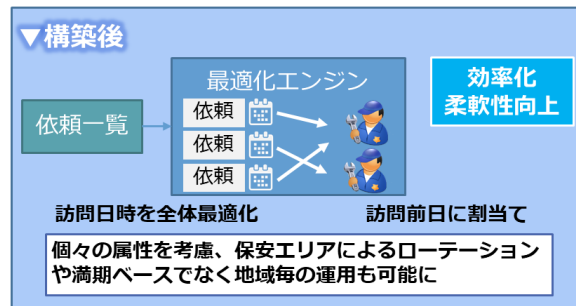 ▼構築後
最適化エンジン
依頼一覧
依頼
依頼
依頼
効率化
柔軟性向上
訪問日時を全体最適化
訪問前日に割当て
個々の属性を考慮、保安エリアによるローテーション
や満期ベースでなく地域毎の運用も可能に